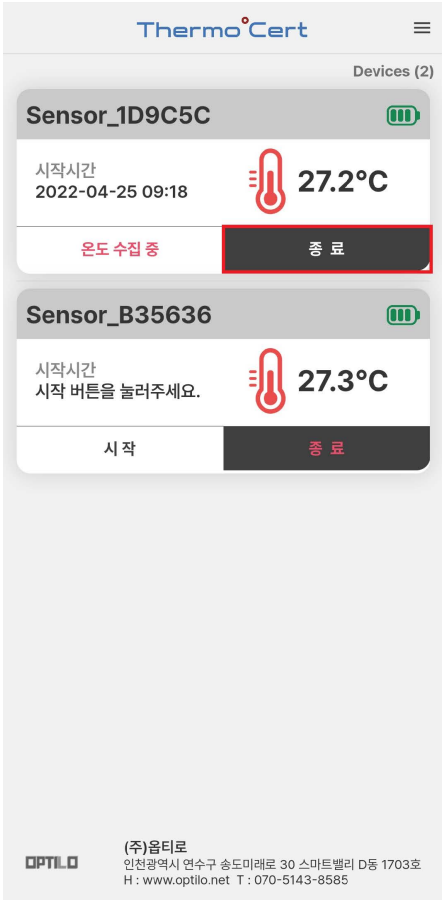 Thermo°Cert
Devices (2)
Sensor_1D9C5C
시작시간
2022-04-25 09:18
27.2°C
온도 수집 중
종 료
Sensor_B35636
시작시간
시작 버튼을 눌러주세요.
27.3°C
시 작
종 료
OPTILO
(주)옵티로
인천광역시 연수구 송도미래로 30 스마트밸리 D동 1703호
H : www.optilo.net T : 070-5143-8585